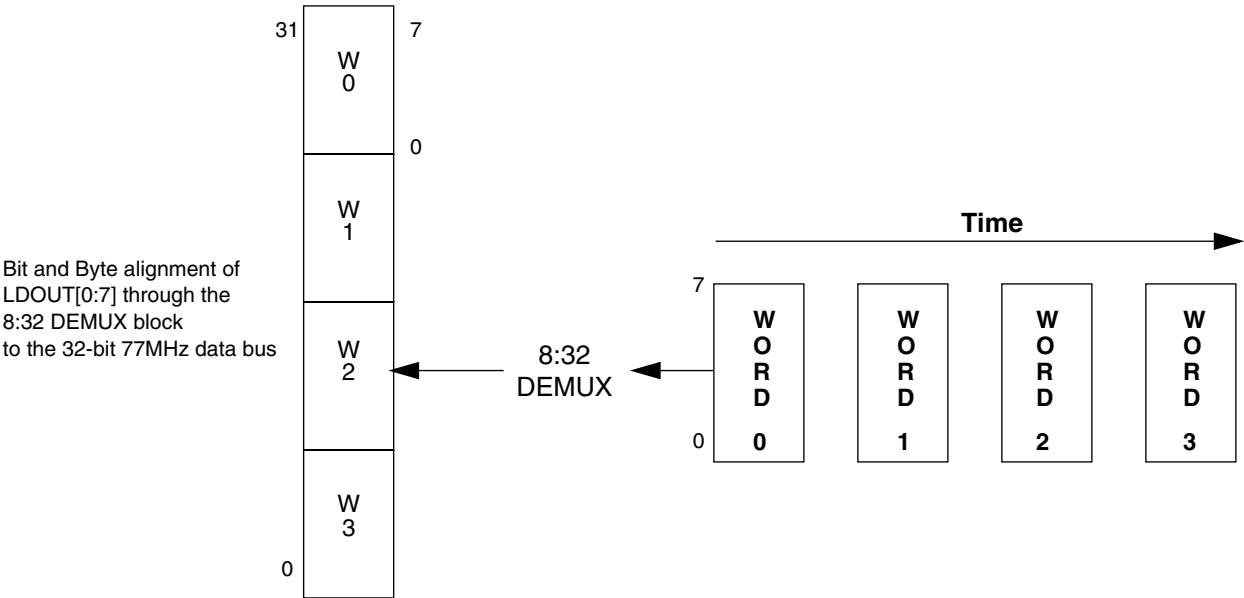 31
7
W
0
0
W
1
Bit and Byte alignment of
LDOUT[0:7] through the
8:32 DEMUX block
to the 32-bit 77MHz data bus
W
2
W
3
0
8:32
DEMUX
Time
7
0
W
O
R
D
0
W
O
R
D
1
W
O
R
D
2
W
O
R
D
3